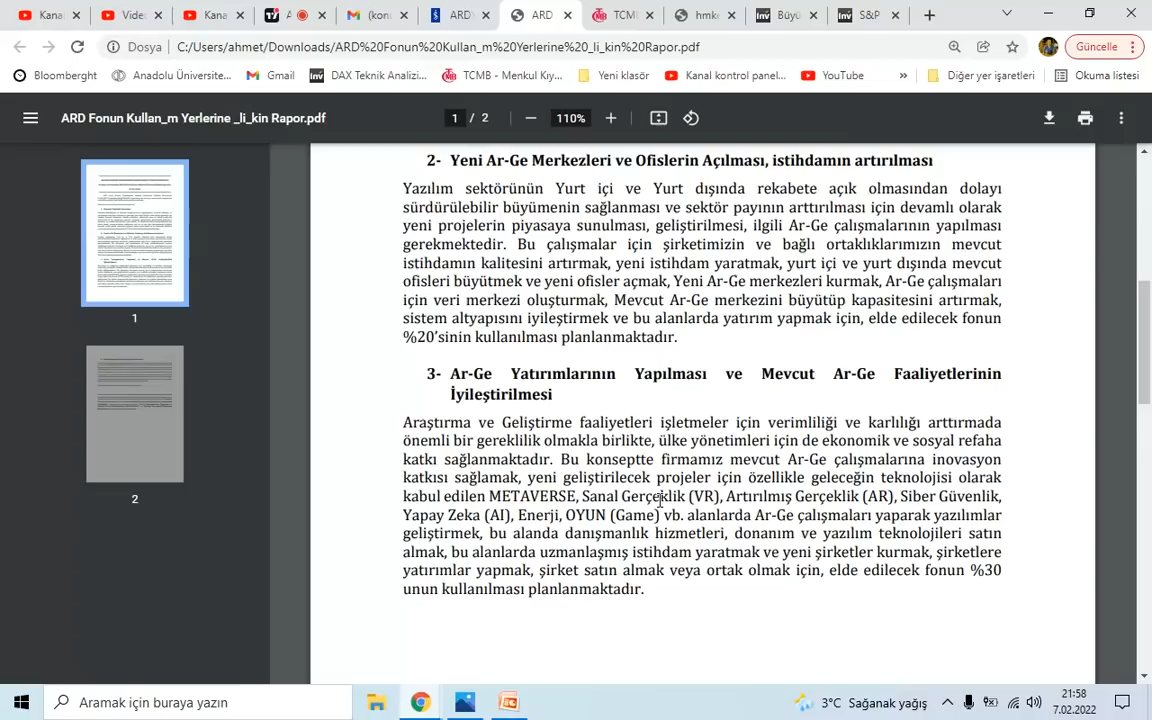 Kana
Video
Kana
A
M (kon
ARDY
ARD
TCMB
hmke
Inv Büyü
Inv S&P
Dosya C:/Users/ahmet/Downloads/ARD%20Fonun%20Kullan_m%20Yerlerine%20_li_kin%20Rapor.pdf
Güncelle
Bloomberght
Anadolu Üniversite...
Gmail
Inv DAX Teknik Analizi...
TCMB - Menkul Kıy...
Yeni klasör
Kanal kontrol panel...
YouTube
»
Diğer yer işaretleri
Okuma listesi
ARD Fonun Kullan_m Yerlerine _li_kin Rapor.pdf
1 / 2
110%
1
2
2- Yeni Ar-Ge Merkezleri ve Ofislerin Açılması, istihdamın artırılması
Yazılım sektörünün Yurt içi ve Yurt dışında rekabete açık olmasından dolayı
sürdürülebilir büyümenin sağlanması ve sektör payının arttırılması için devamlı olarak
yeni projelerin piyasaya sunulması, geliştirilmesi, ilgili Ar-Ge çalışmalarının yapılması
gerekmektedir. Bu çalışmalar için şirketimizin ve bağlı ortaklıklarımızın mevcut
istihdamın kalitesini artırmak, yeni istihdam yaratmak, yurt içi ve yurt dışında mevcut
ofisleri büyütmek ve yeni ofisler açmak, Yeni Ar-Ge merkezleri kurmak, Ar-Ge çalışmaları
için veri merkezi oluşturmak, Mevcut Ar-Ge merkezini büyütüp kapasitesini artırmak,
sistem altyapısını iyileştirmek ve bu alanlarda yatırım yapmak için, elde edilecek fonun
%20’sinin kullanılması planlanmaktadır.
3- Ar-Ge Yatırımlarının Yapılması ve Mevcut Ar-Ge Faaliyetlerinin
İyileştirilmesi
Araştırma ve Geliştirme faaliyetleri işletmeler için verimliliği ve karlılığı arttırmada
önemli bir gereklilik olmakla birlikte, ülke yönetimleri için de ekonomik ve sosyal refaha
katkı sağlanmaktadır. Bu konseptte firmamız mevcut Ar-Ge çalışmalarına inovasyon
katkısı sağlamak, yeni geliştirilecek projeler için özellikle geleceğin teknolojisi olarak
kabul edilen METAVERSE, Sanal Gerçeklik (VR), Artırılmış Gerçeklik (AR), Siber Güvenlik,
Yapay Zeka (AI), Enerji, OYUN (Game) vb. alanlarda Ar-Ge çalışmaları yaparak yazılımlar
geliştirmek, bu alanda danışmanlık hizmetleri, donanım ve yazılım teknolojileri satın
almak, bu alanlarda uzmanlaşmış istihdam yaratmak ve yeni şirketler kurmak, şirketlere
yatırımlar yapmak, şirket satın almak veya ortak olmak için, elde edilecek fonun %30
unun kullanılması planlanmaktadır.
Aramak için buraya yazın
3°C Sağanak yağış
21:58
7.02.2022